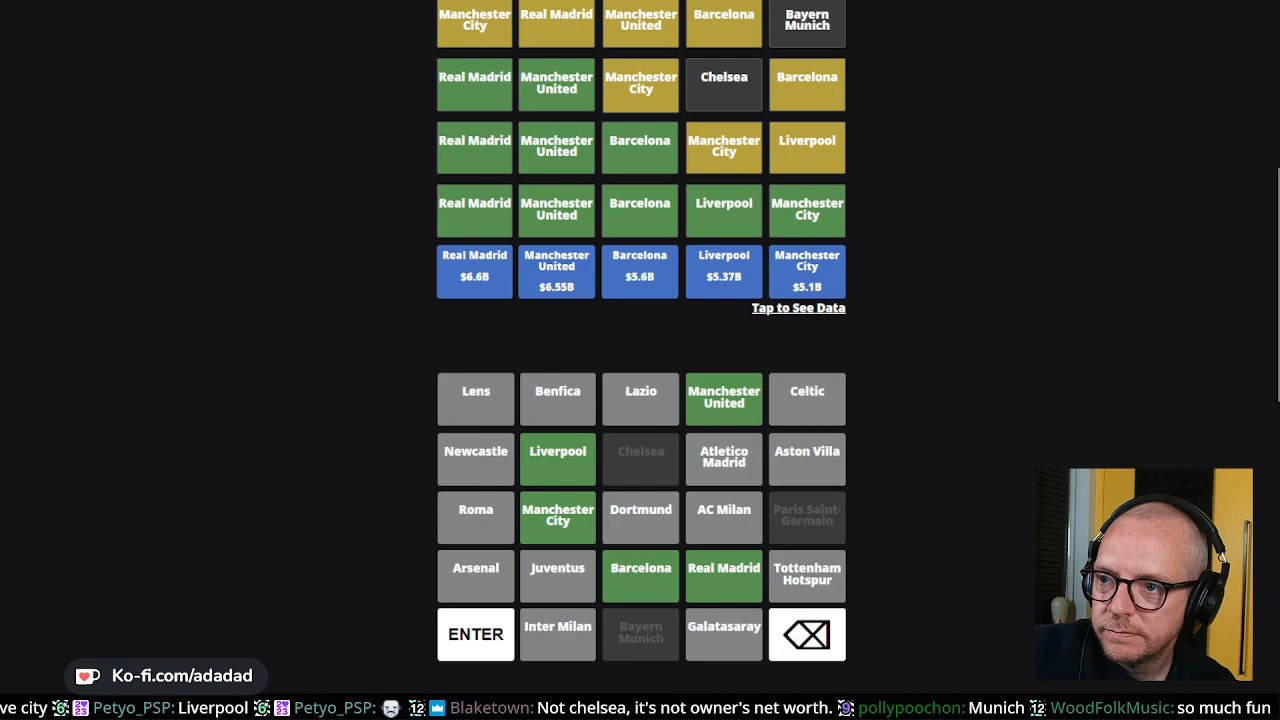 Manchester
City
Real Madrid
Manchester
United
Barcelona
Bayern
Munich
Real Madrid
Manchester
United
Manchester
City
Chelsea
Barcelona
Real Madrid
Manchester
United
Barcelona
Manchester
City
Liverpool
Real Madrid
Manchester
United
Barcelona
Liverpool
Manchester
City
Real Madrid
$6.6B
Manchester
United
$6.55B
Barcelona
$5.6B
Liverpool
$5.37B
Manchester
City
$5.1B
Tap to See Data
Lens
Benfica
Lazio
Manchester
United
Celtic
Newcastle
Liverpool
Chelsea
Atletico
Madrid
Aston Villa
Roma
Manchester
City
Dortmund
AC Milan
Paris Saint-
Germain
Arsenal
Juventus
Barcelona
Real Madrid
Tottenham
Hotspur
ENTER
Inter Milan
Bayern
Munich
Galatasaray
Ko-fi.com/adadad
ve city 6 Petyo_PSP: Liverpool 6 Petyo_PSP: 12 Blaketown: Not chelsea, it's not owner's net worth. 9 pollypoochon: Munich 12 WoodFolkMusic: so much fun